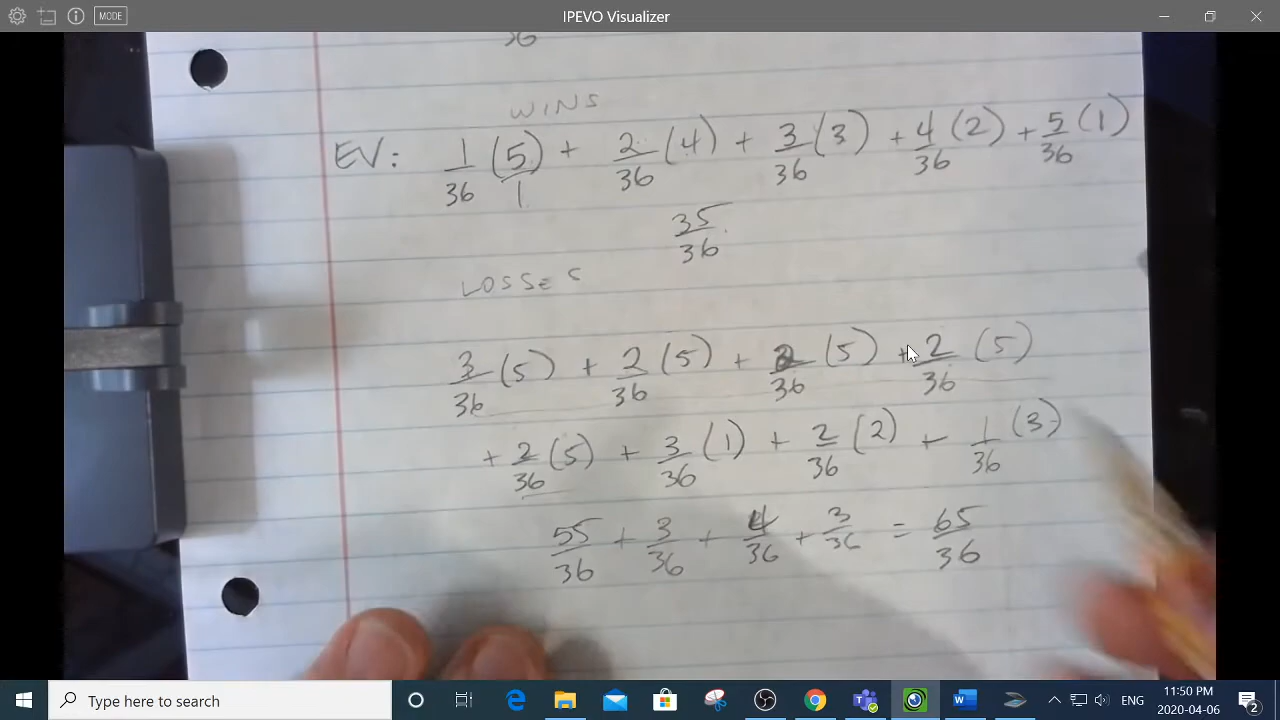 MODE IPEVO Visualizer
36
WINS
EV: 1/36 (5/1) + 2/36 (4) + 3/36 (3) + 4/36 (2) + 5/36 (1)
35/36
LOSSES
3/36 (5) + 2/36 (5) + 2/36 (5) + 2/36 (5)
+ 2/36 (5) + 3/36 (1) + 2/36 (2) + 1/36 (3)
55/36 + 3/36 + 4/36 + 3/36 = 65/36
Type here to search ENG 11:50 PM
2020-04-06 2